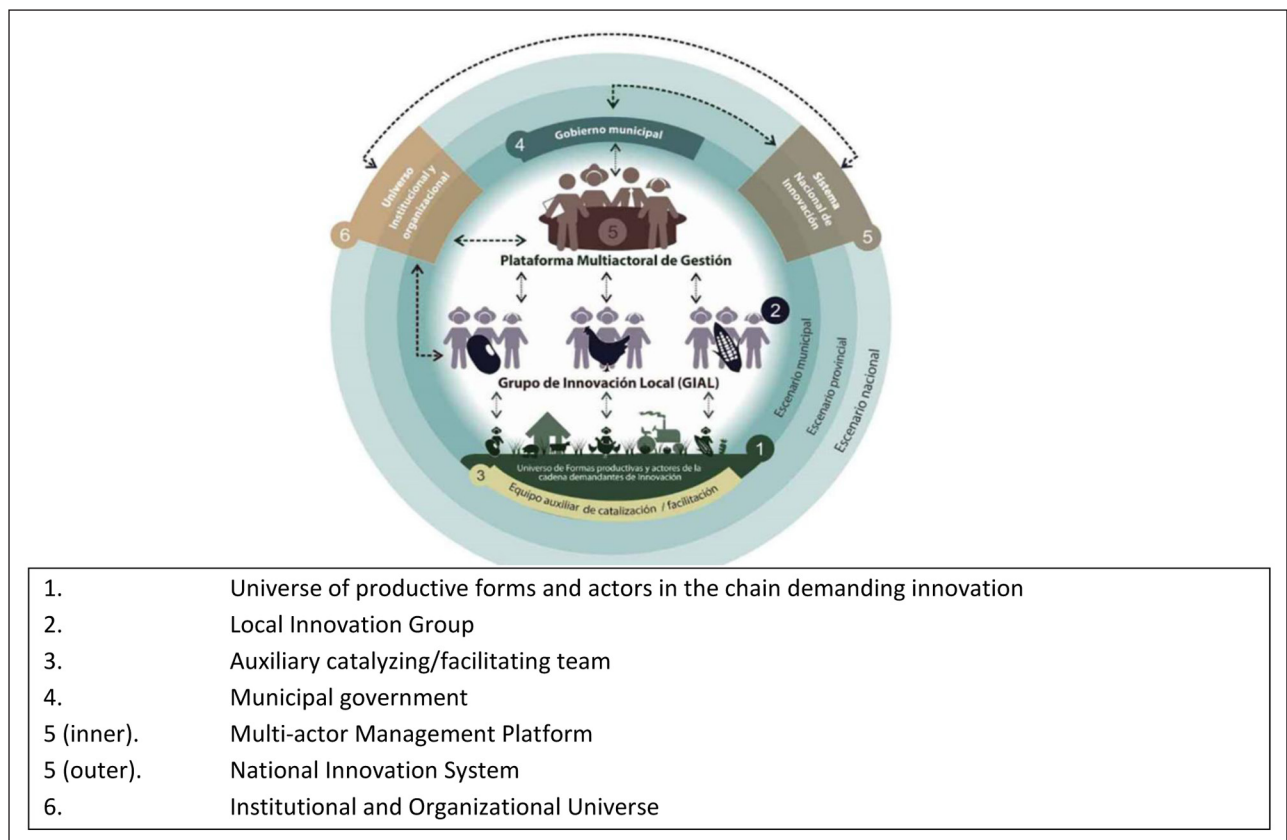 4
Gobierno municipal
Universo
Institucional y
organizacional
6
Sistema
Nacional de
Innovación
5
5
Plataforma Multiactoral de Gestión
2
Grupo de Innovación Local (GIAL)
Escenario municipal
Escenario provincial
Escenario nacional
1
Universo de Formas productivas y actores de la
cadena demandantes de Innovación
3
Equipo auxiliar de catalización / facilitación
1. Universe of productive forms and actors in the chain demanding innovation
2. Local Innovation Group
3. Auxiliary catalyzing/facilitating team
4. Municipal government
5 (inner). Multi-actor Management Platform
5 (outer). National Innovation System
6. Institutional and Organizational Universe